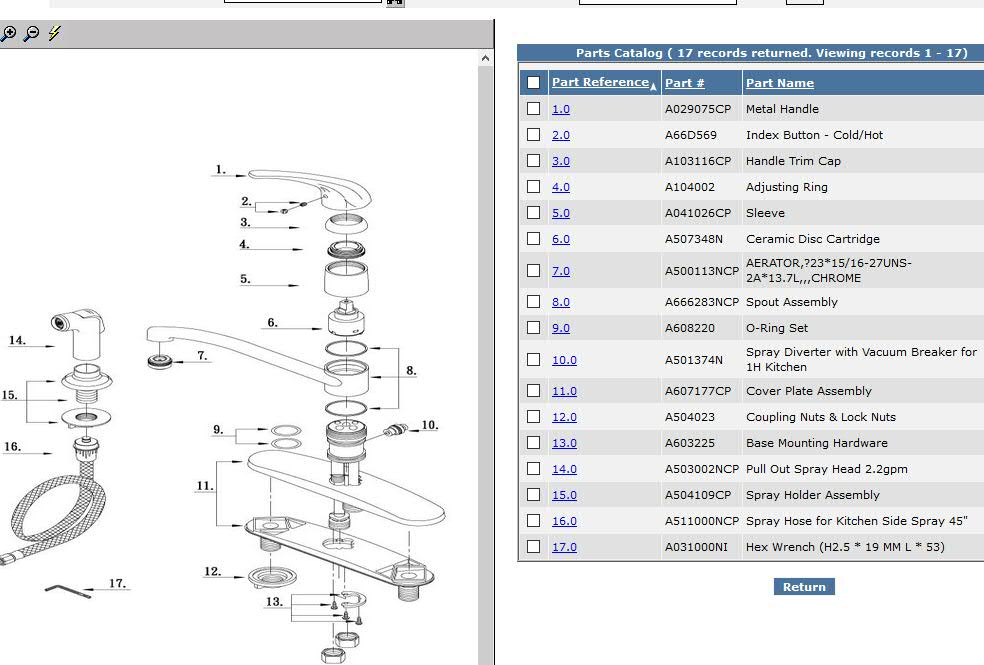 1.
2.
3.
4.
5.
6.
7.
8.
9.
10.
11.
12.
13.
14.
15.
16.
17.
Parts Catalog ( 17 records returned. Viewing records 1 - 17)
Part Reference Part # Part Name
1.0 A029075CP Metal Handle
2.0 A66D569 Index Button - Cold/Hot
3.0 A103116CP Handle Trim Cap
4.0 A104002 Adjusting Ring
5.0 A041026CP Sleeve
6.0 A507348N Ceramic Disc Cartridge
7.0 A500113NCP AERATOR,?23*15/16-27UNS-
2A*13.7L,,,CHROME
8.0 A666283NCP Spout Assembly
9.0 A608220 O-Ring Set
10.0 A501374N Spray Diverter with Vacuum Breaker for
1H Kitchen
11.0 A607177CP Cover Plate Assembly
12.0 A504023 Coupling Nuts & Lock Nuts
13.0 A603225 Base Mounting Hardware
14.0 A503002NCP Pull Out Spray Head 2.2gpm
15.0 A504109CP Spray Holder Assembly
16.0 A511000NCP Spray Hose for Kitchen Side Spray 45"
17.0 A031000NI Hex Wrench (H2.5 * 19 MM L * 53)
Return